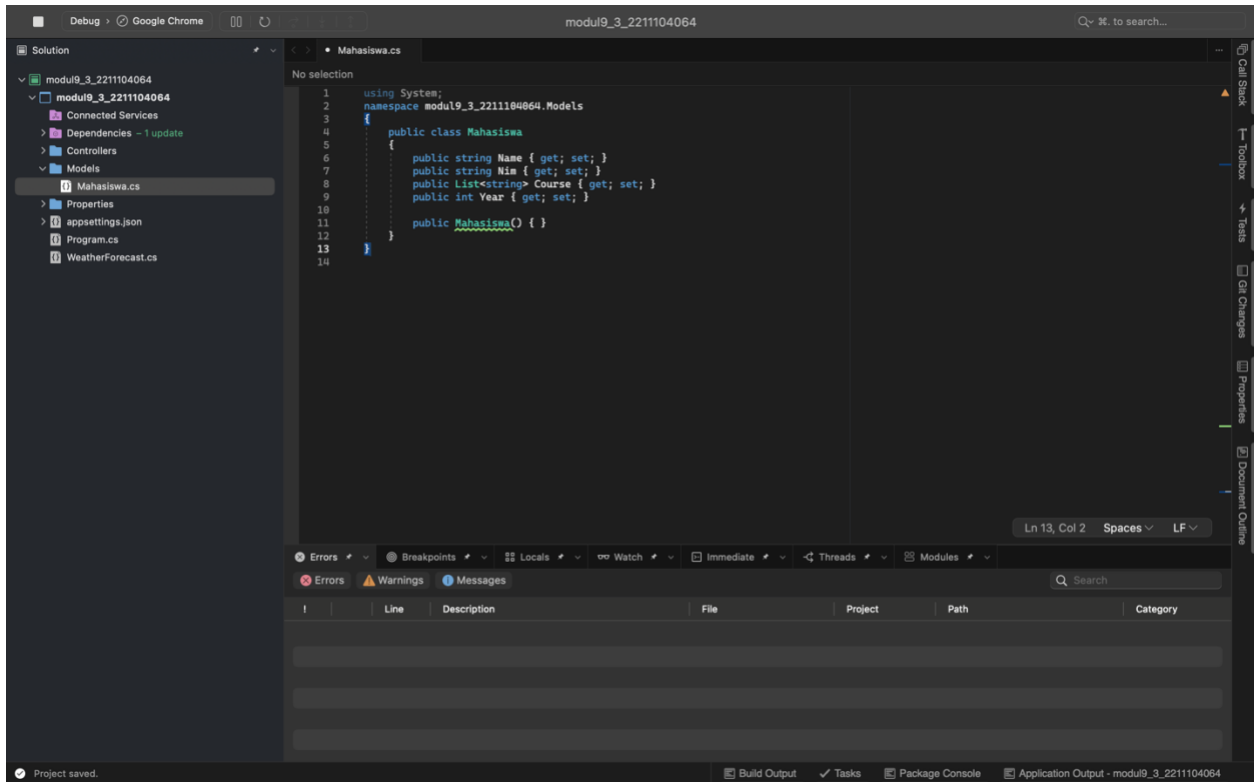 Debug › Google Chrome
modul9_3_2211104064
⌘. to search...
Solution
Mahasiswa.cs
No selection
modul9_3_2211104064
modul9_3_2211104064
Connected Services
Dependencies – 1 update
Controllers
Models
Mahasiswa.cs
Properties
appsettings.json
Program.cs
WeatherForecast.cs
1 using System;
2 namespace modul9_3_2211104064.Models
3 {
4 public class Mahasiswa
5 {
6 public string Name { get; set; }
7 public string Nim { get; set; }
8 public List<string> Course { get; set; }
9 public int Year { get; set; }
10
11 public Mahasiswa() { }
12 }
13 }
14
Call Stack
Toolbox
Tests
Git Changes
Properties
Document Outline
Ln 13, Col 2 Spaces LF
Errors Breakpoints Locals Watch Immediate Threads Modules
Errors Warnings Messages Search
! Line Description File Project Path Category
Project saved.
Build Output Tasks Package Console Application Output - modul9_3_2211104064